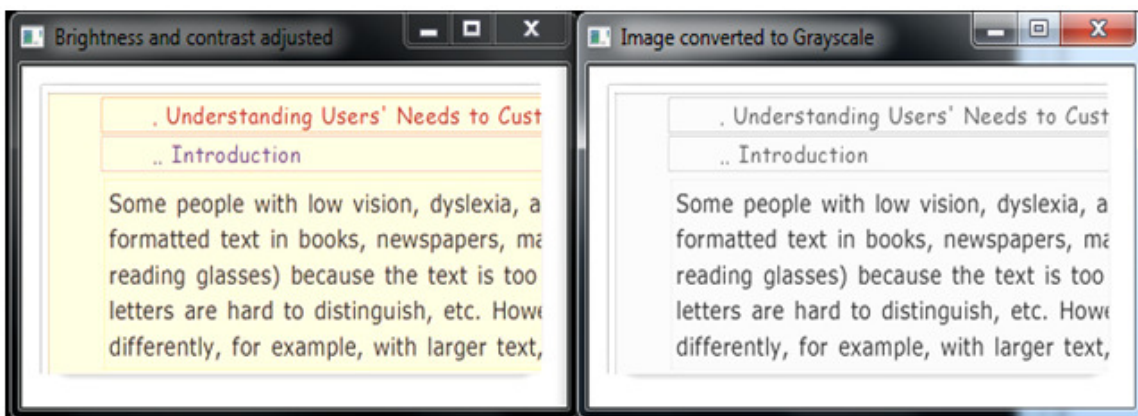 Brightness and contrast adjusted
. Understanding Users' Needs to Cust
.. Introduction
Some people with low vision, dyslexia, a
formatted text in books, newspapers, ma
reading glasses) because the text is too
letters are hard to distinguish, etc. Howe
differently, for example, with larger text,
Image converted to Grayscale
. Understanding Users' Needs to Cust
.. Introduction
Some people with low vision, dyslexia, a
formatted text in books, newspapers, ma
reading glasses) because the text is too
letters are hard to distinguish, etc. Howe
differently, for example, with larger text,